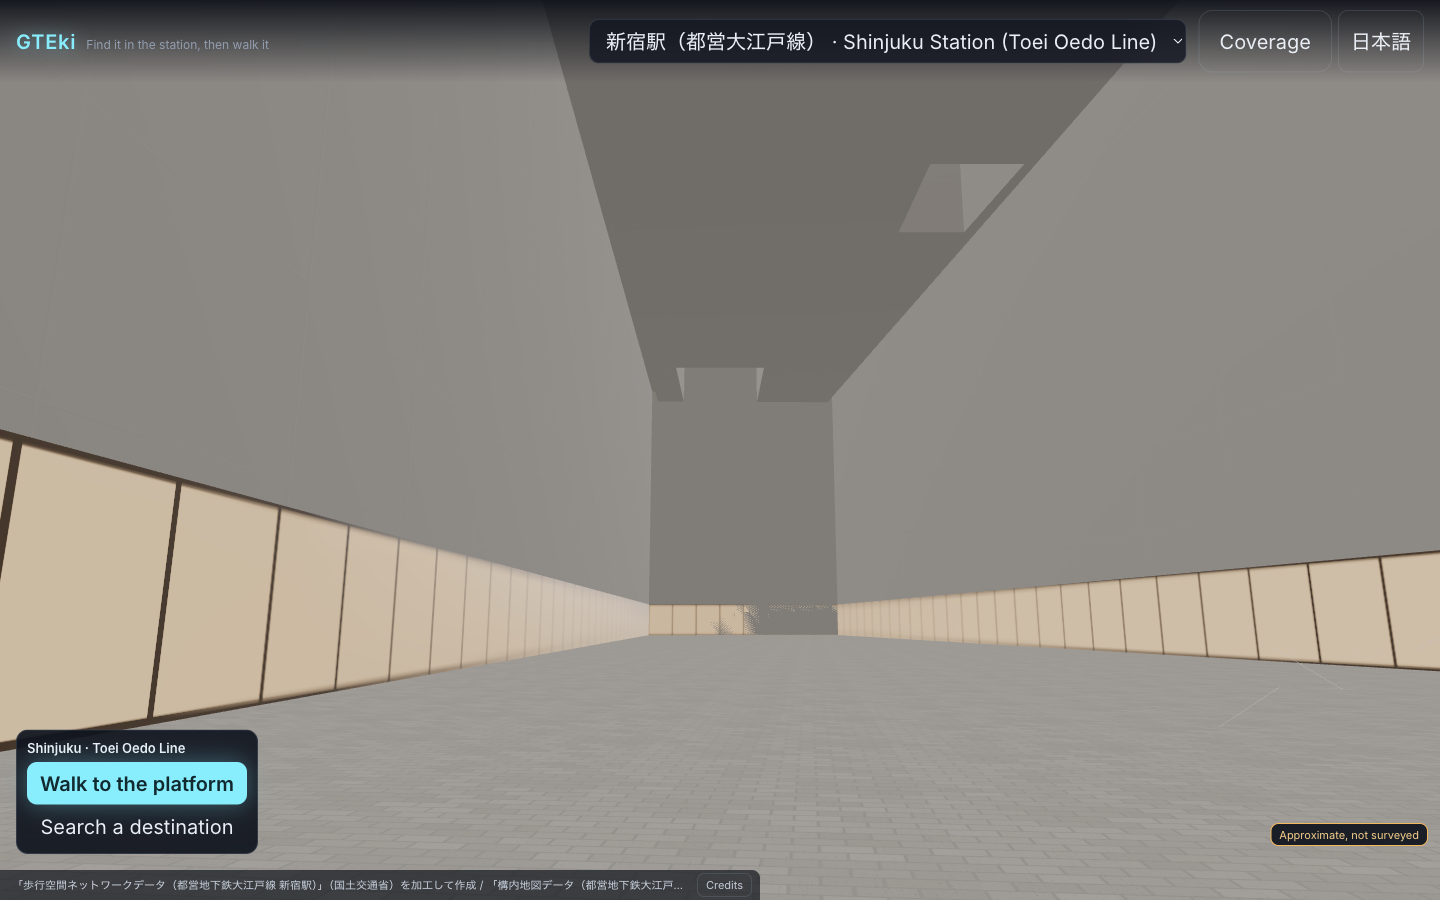 GTEki Find it in the station, then walk it
新宿駅（都営大江戸線） · Shinjuku Station (Toei Oedo Line)
Coverage
日本語
Shinjuku · Toei Oedo Line
Walk to the platform
Search a destination
Approximate, not surveyed
「歩行空間ネットワークデータ（都営地下鉄大江戸線 新宿駅）」（国土交通省）を加工して作成 / 「構内地図データ（都営地下鉄大江戸...
Credits